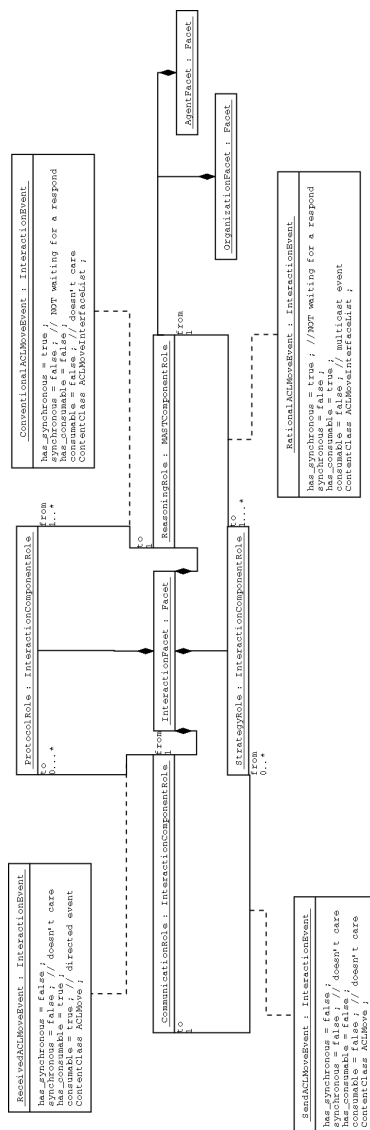 ReceivedACLMoveEvent : InteractionEvent
has_synchronous = false ;
synchronous = false ; // doesn't care
has_consumable = true ;
consumable = true ; // directed event
ContentClass ACLMove ;
ProtocolRole : InteractionComponentRole
to
0...*
from
1...*
ConventionalACLMoveEvent : InteractionEvent
has_synchronous = true ;
synchronous = false ; // NOT waiting for a respond
has_consumable = false ;
consumable = false ; // doesn't care
ContentClass ACLMoveInterfaceList ;
CommunicationRole : InteractionComponentRole
from
1
to
1
InteractionFacet : Facet
ReasoningRole : MASTComponentRole
to
1
from
1
AgentFacet : Facet
OrganizationFacet : Facet
StrategyRole : InteractionComponentRole
from
0..*
to
1...*
SendACLMoveEvent : InteractionEvent
has_synchronous = false ;
synchronous = false ; // doesn't care
has_consumable = false ;
consumable = false ; // doesn't care
ContentClass ACLMove ;
RationalACLMoveEvent : InteractionEvent
has_synchronous = true ;
synchronous = false ; //NOT waiting for a respond
has_consumable = true ;
consumable = false ; // multicast event
ContentClass ACLMoveInterfaceList ;